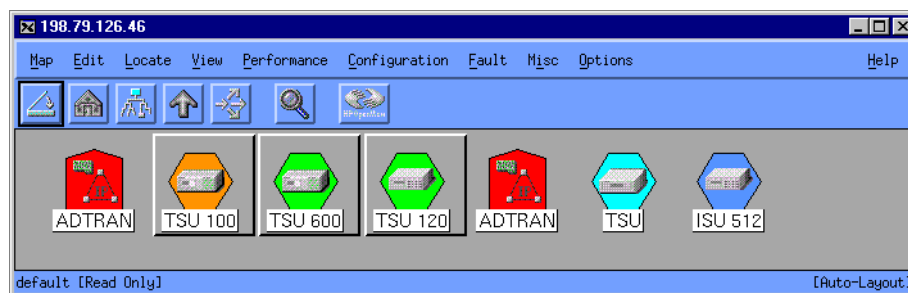 198.79.126.46
Map Edit Locate View Performance Configuration Fault Misc Options Help
HPOpenView
ADTRAN TSU 100 TSU 600 TSU 120 ADTRAN TSU ISU 512
default [Read Only] [Auto-Layout]